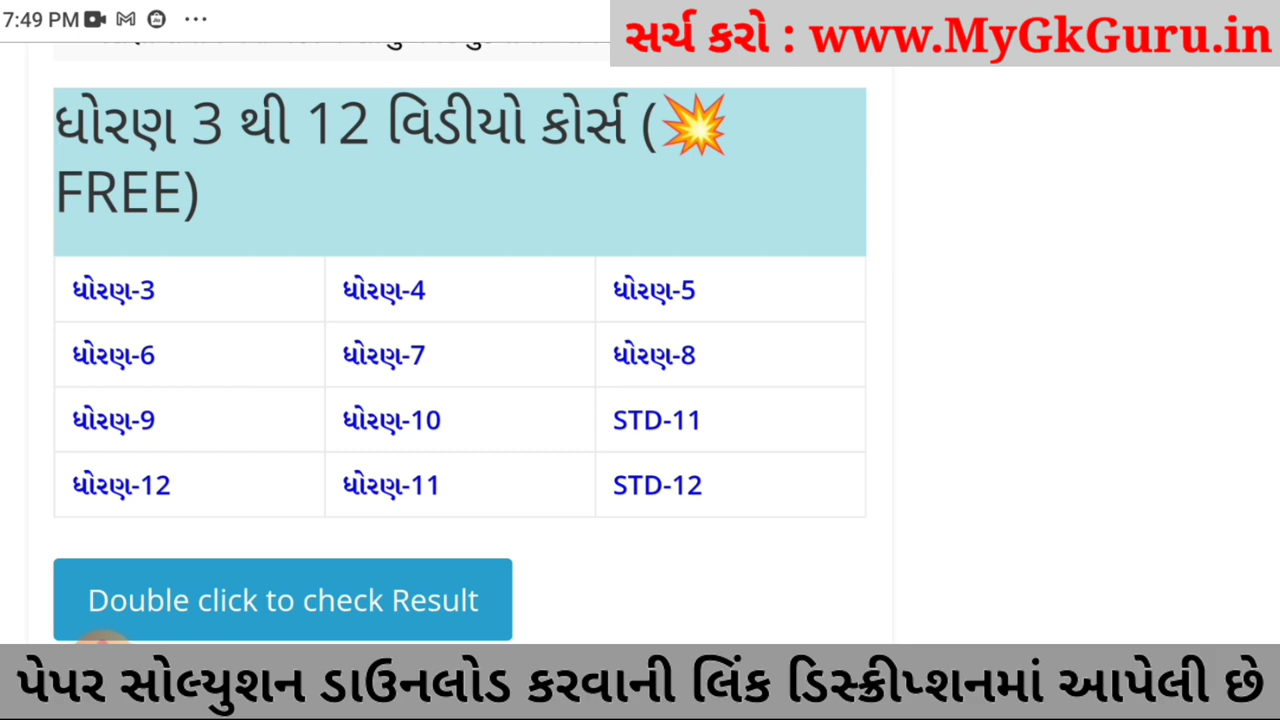 7:49 PM
સર્ચ કરો : www.MyGkGuru.in
ધોરણ 3 થી 12 વિડીયો કોર્સ (💥
FREE)
ધોરણ-3 ધોરણ-4 ધોરણ-5
ધોરણ-6 ધોરણ-7 ધોરણ-8
ધોરણ-9 ધોરણ-10 STD-11
ધોરણ-12 ધોરણ-11 STD-12
Double click to check Result
પેપર સોલ્યુશન ડાઉનલોડ કરવાની લિંક ડિસ્ક્રીપ્શનમાં આપેલી છે